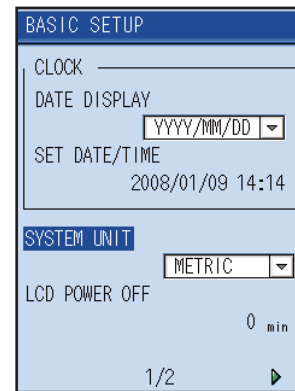 BASIC SETUP
CLOCK
DATE DISPLAY
YYYY/MM/DD
SET DATE/TIME
2008/01/09 14:14
SYSTEM UNIT
METRIC
LCD POWER OFF
0 min
1/2